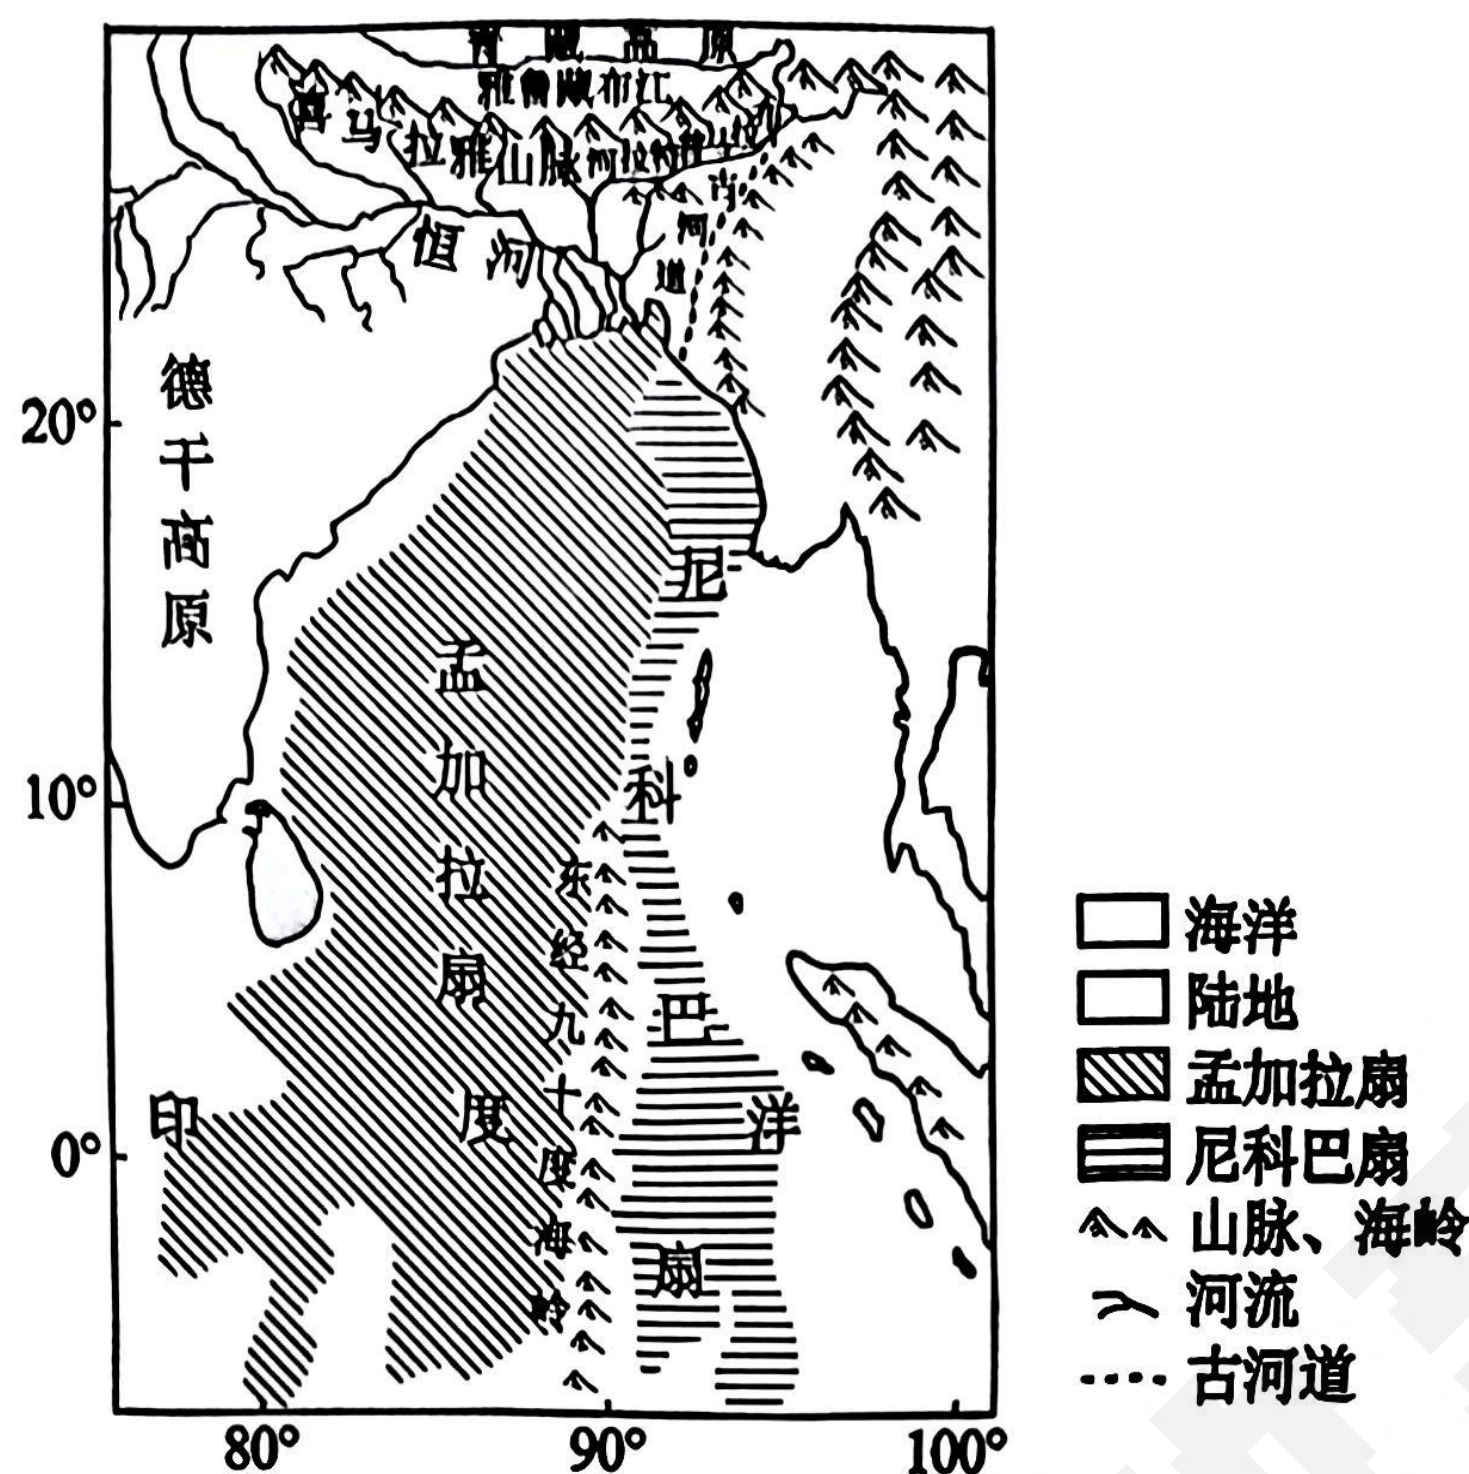 青藏高原
雅鲁藏布江
喜马拉雅山脉
古河道
恒河
德干高原
孟加拉扇
尼科巴扇
东经九十度海岭
印度洋
20°
10°
0°
80°
90°
100°
海洋
陆地
孟加拉扇
尼科巴扇
山脉、海岭
河流
古河道